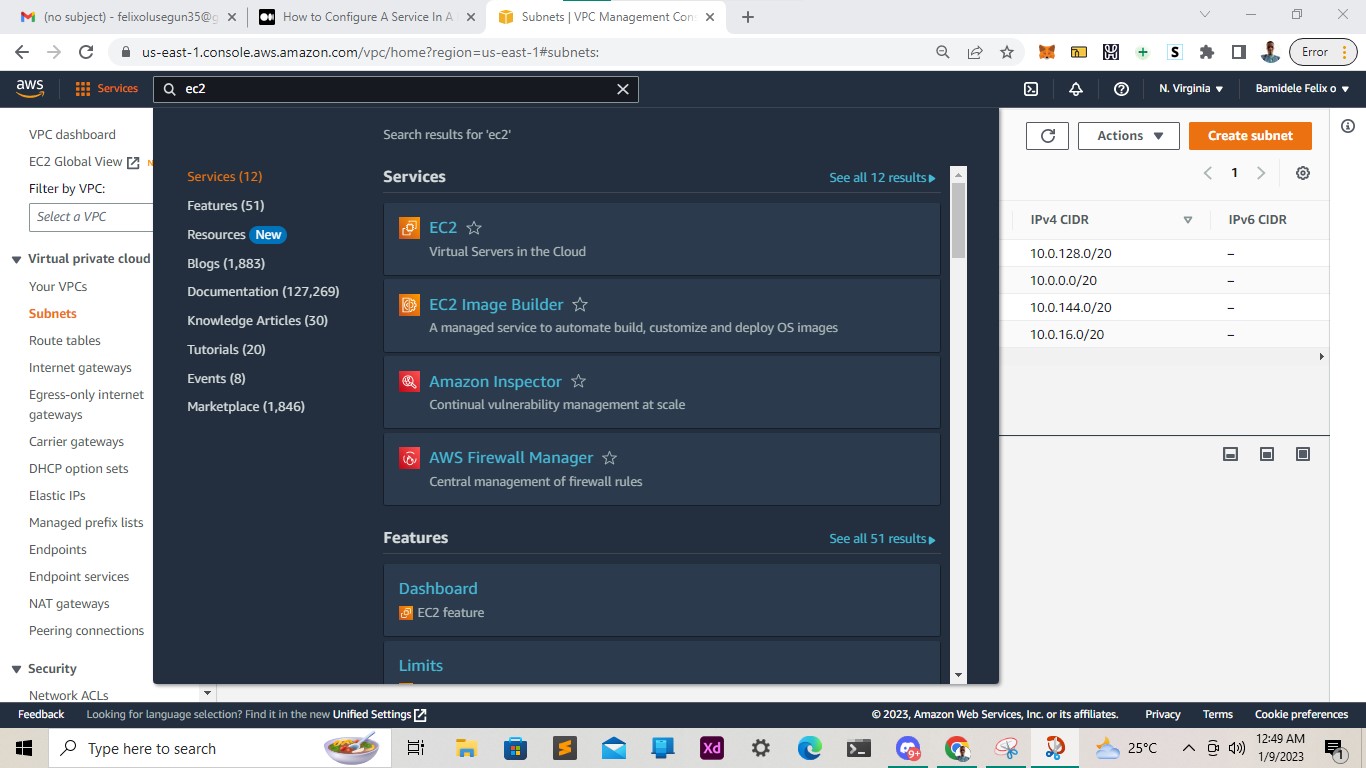 (no subject) - felixolusegun35@g
How to Configure A Service In A
Subnets | VPC Management Con
us-east-1.console.aws.amazon.com/vpc/home?region=us-east-1#subnets:
Error
aws
Services
ec2
N. Virginia
Bamidele Felix o
VPC dashboard
EC2 Global View
N
Filter by VPC:
Select a VPC
Virtual private cloud
Your VPCs
Subnets
Route tables
Internet gateways
Egress-only internet
gateways
Carrier gateways
DHCP option sets
Elastic IPs
Managed prefix lists
Endpoints
Endpoint services
NAT gateways
Peering connections
Security
Network ACLs
Search results for 'ec2'
Services (12)
Features (51)
Resources New
Blogs (1,883)
Documentation (127,269)
Knowledge Articles (30)
Tutorials (20)
Events (8)
Marketplace (1,846)
Services
See all 12 results
EC2
Virtual Servers in the Cloud
EC2 Image Builder
A managed service to automate build, customize and deploy OS images
Amazon Inspector
Continual vulnerability management at scale
AWS Firewall Manager
Central management of firewall rules
Features
See all 51 results
Dashboard
EC2 feature
Limits
Actions
Create subnet
1
IPv4 CIDR
IPv6 CIDR
10.0.128.0/20
–
10.0.0.0/20
–
10.0.144.0/20
–
10.0.16.0/20
–
Feedback
Looking for language selection? Find it in the new Unified Settings
© 2023, Amazon Web Services, Inc. or its affiliates.
Privacy
Terms
Cookie preferences
Type here to search
Xd
9+
25°C
12:49 AM
1/9/2023
1